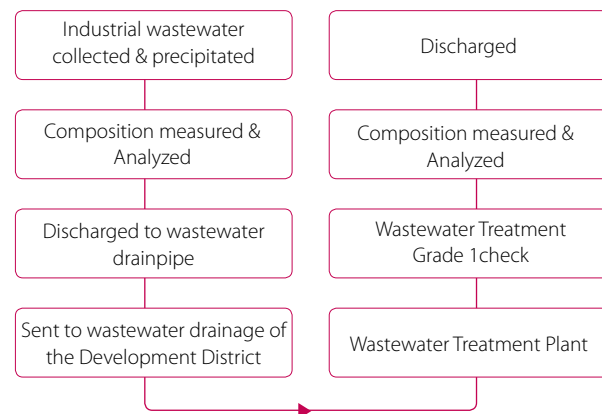 Industrial wastewater
collected & precipitated
Composition measured &
Analyzed
Discharged to wastewater
drainpipe
Sent to wastewater drainage of
the Development District
Discharged
Composition measured &
Analyzed
Wastewater Treatment
Grade 1check
Wastewater Treatment Plant